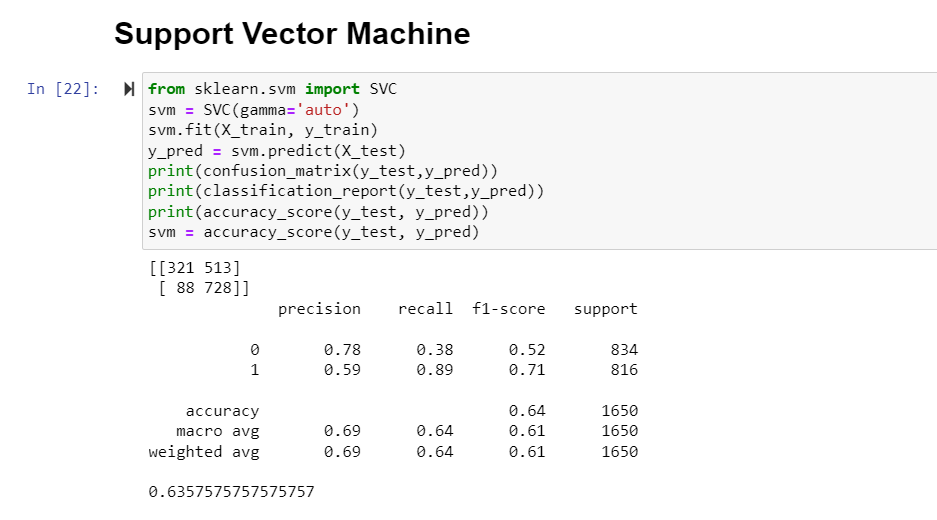 Support Vector Machine
In [22]:
from sklearn.svm import SVC
svm = SVC(gamma='auto')
svm.fit(X_train, y_train)
y_pred = svm.predict(X_test)
print(confusion_matrix(y_test,y_pred))
print(classification_report(y_test,y_pred))
print(accuracy_score(y_test, y_pred))
svm = accuracy_score(y_test, y_pred)
[[321 513]
 [ 88 728]]
              precision    recall  f1-score   support

           0       0.78      0.38      0.52       834
           1       0.59      0.89      0.71       816

    accuracy                           0.64      1650
   macro avg       0.69      0.64      0.61      1650
weighted avg       0.69      0.64      0.61      1650

0.6357575757575757